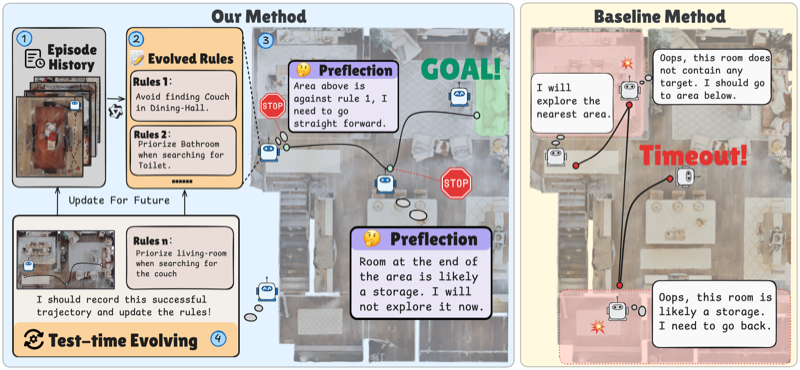 Our Method
1
Episode
History
2
Evolved Rules
Rules 1:
Avoid finding Couch
in Dining-Hall.
Rules 2:
Priorize Bathroom
when searching for
Toilet.
......
Update For Future
Rules n:
Priorize living-room
when searching for
the couch
I should record this successful
trajectory and update the rules!
Test-time Evolving
4
3
Preflection
Area above is
against rule 1, I
need to go
straight forward.
STOP
GOAL!
STOP
Preflection
Room at the end of
the area is likely
a storage. I will
not explore it now.
Baseline Method
I will
explore the
nearest area.
Oops, this room does
not contain any
target. I should go
to area below.
Timeout!
Oops, this room is
likely a storage.
I need to go back.